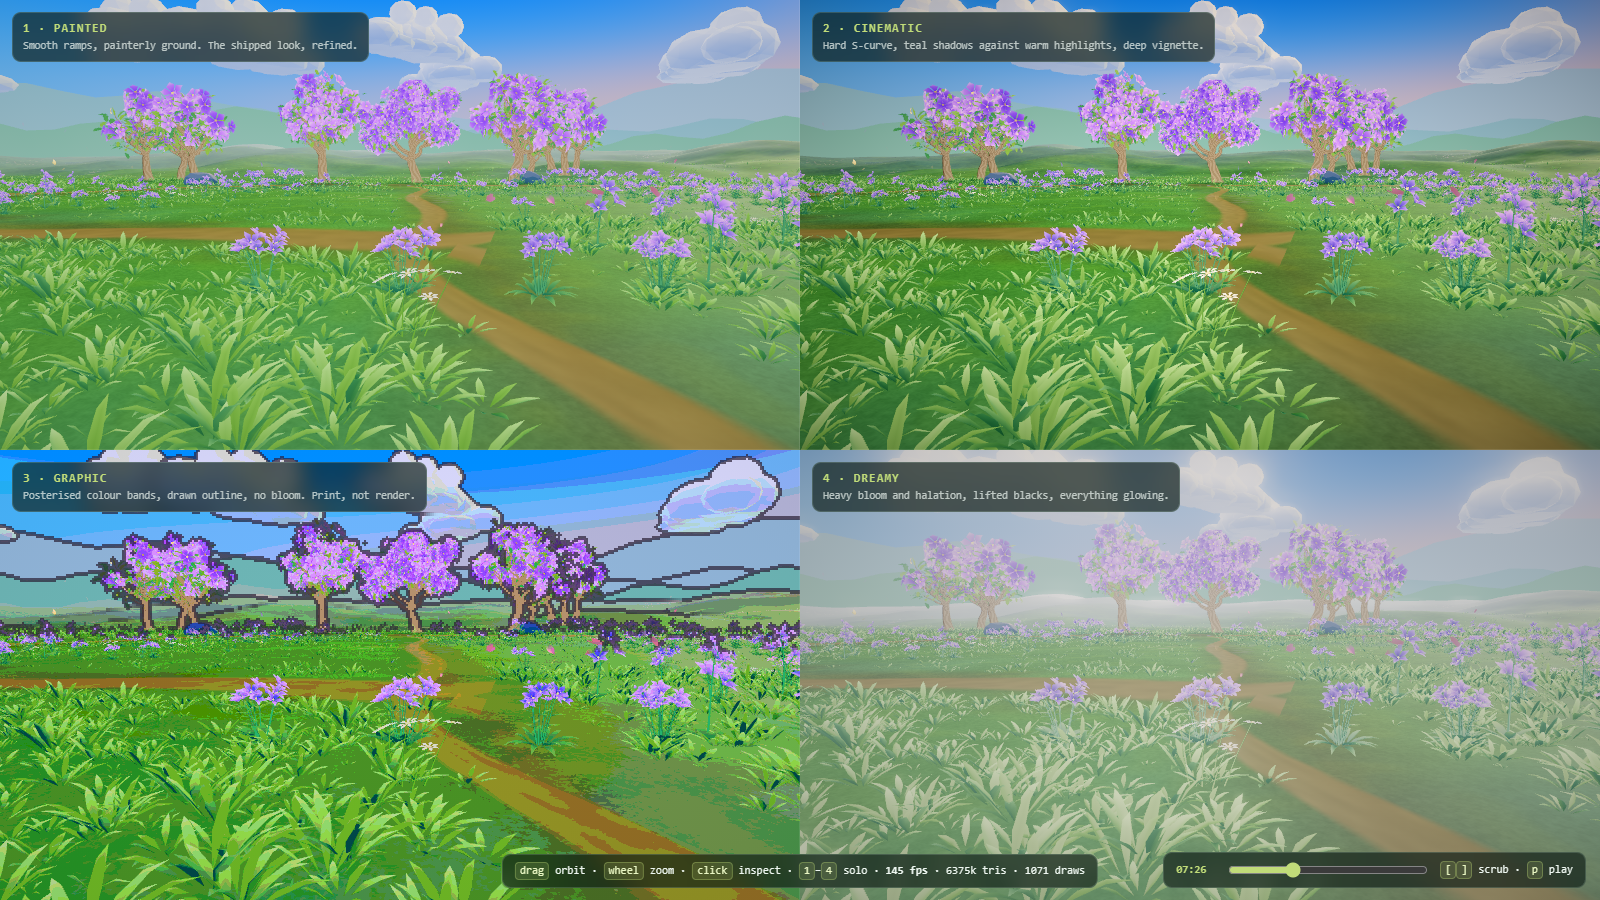 1 · PAINTED
Smooth ramps, painterly ground. The shipped look, refined.
2 · CINEMATIC
Hard S-curve, teal shadows against warm highlights, deep vignette.
3 · GRAPHIC
Posterised colour bands, drawn outline, no bloom. Print, not render.
4 · DREAMY
Heavy bloom and halation, lifted blacks, everything glowing.
drag orbit · wheel zoom · click inspect · 1–4 solo · 145 fps · 6375k tris · 1071 draws
07:26 [ ] scrub · p play